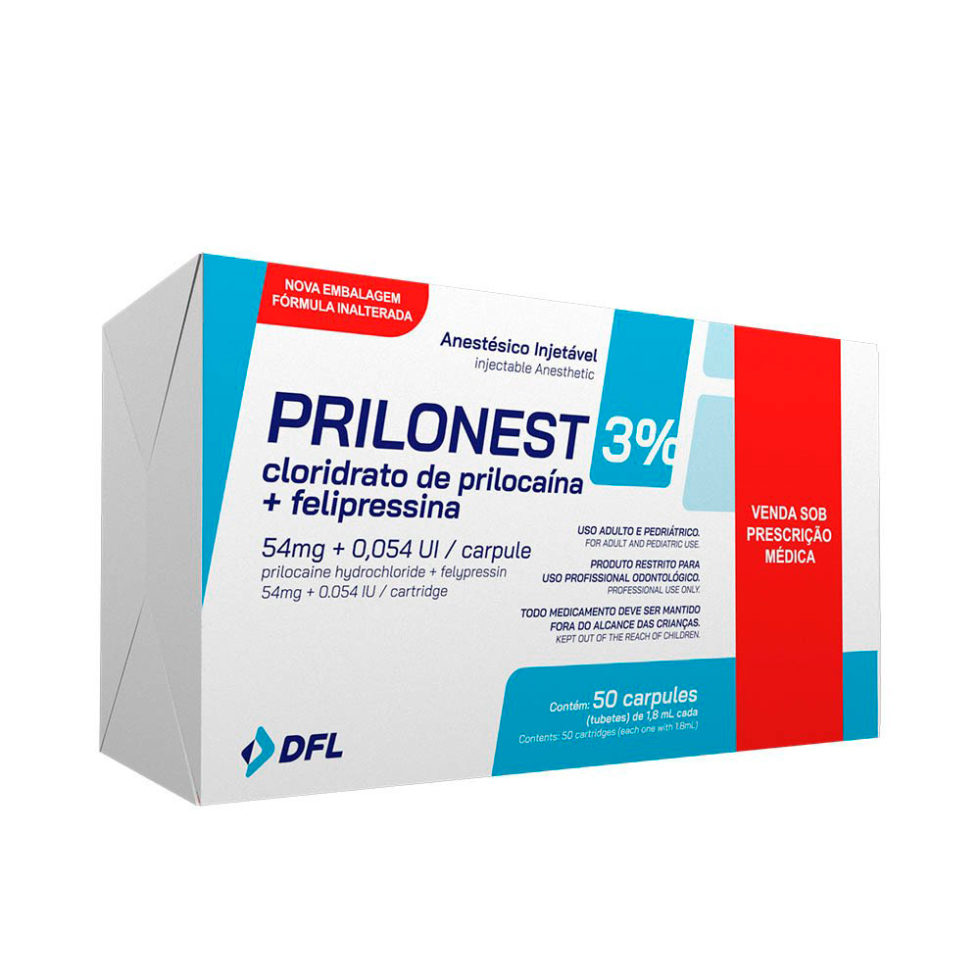 NOVA EMBALAGEM
FÓRMULA INALTERADA
Anestésico Injetável
injectable Anesthetic
PRILONEST 3%
cloridrato de prilocaína
+ felipressina
54mg + 0,054 UI / carpule
prilocaine hydrochloride + felypressin
54mg + 0.054 IU / cartridge
USO ADULTO E PEDRIÁTRICO.
FOR ADULT AND PEDIATRIC USE.
PRODUTO RESTRITO PARA
USO PROFISSIONAL ODONTOLÓGICO.
PROFESSIONAL USE ONLY.
TODO MEDICAMENTO DEVE SER MANTIDO
FORA DO ALCANCE DAS CRIANÇAS.
KEPT OUT OF THE REACH OF CHILDREN.
VENDA SOB
PRESCRIÇÃO
MÉDICA
Contém: 50 carpules
(tubetes) de 1,8 mL cada
Contents: 50 cartridges (each one with 1.8mL)
DFL